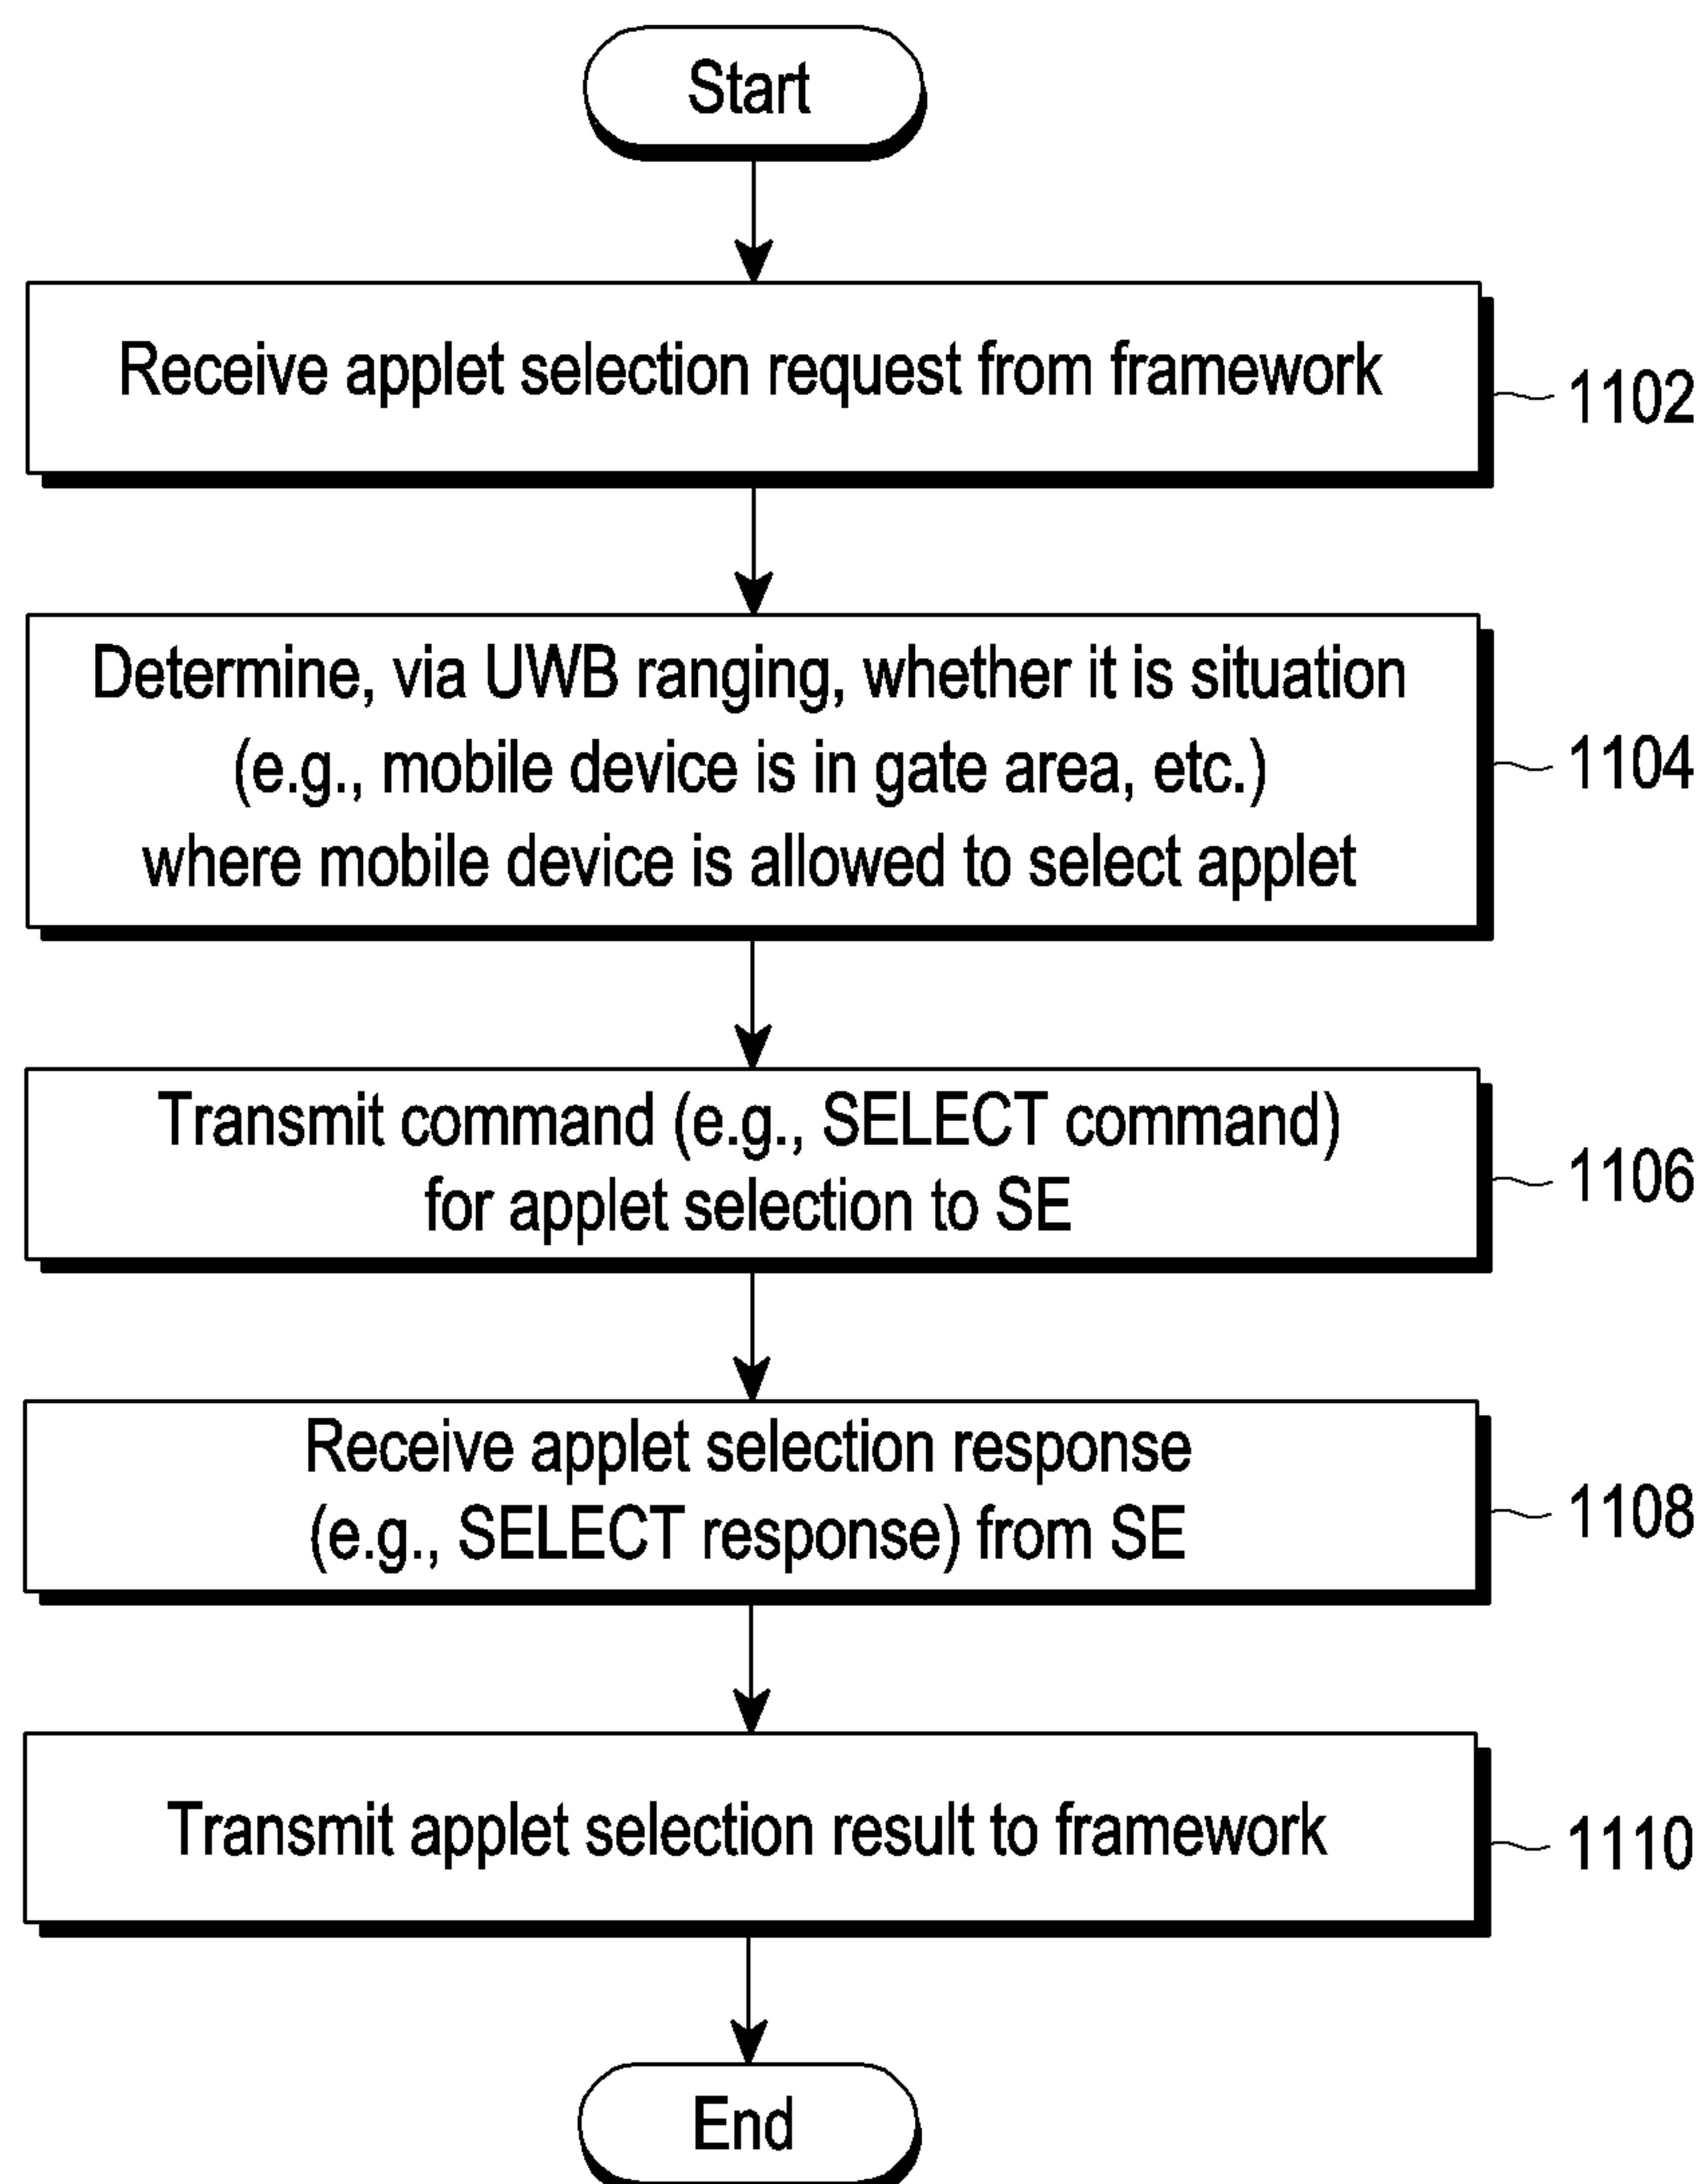 Start
Receive applet selection request from framework
1102
Determine, via UWB ranging, whether it is situation
(e.g., mobile device is in gate area, etc.)
where mobile device is allowed to select applet
1104
Transmit command (e.g., SELECT command)
for applet selection to SE
1106
Receive applet selection response
(e.g., SELECT response) from SE
1108
Transmit applet selection result to framework
1110
End